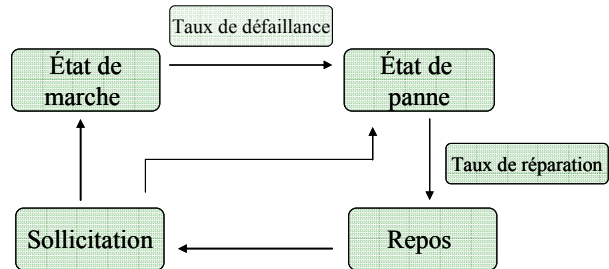 Taux de défaillance
État de
marche
État de
panne
Taux de réparation
Sollicitation
Repos